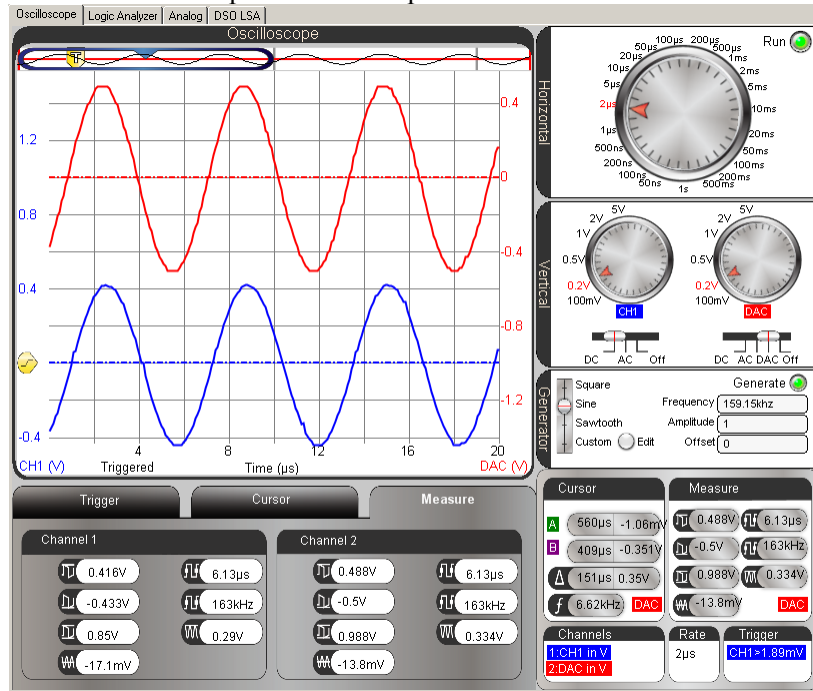 Oscilloscope Logic Analyzer Analog DSO LSA
Oscilloscope
T
1.2
0.8
0.4
-0.4
0.4
0
-0.4
-0.8
-1.2
4 8 12 16 20
CH1 (V) Triggered Time (µs) DAC (V)
Horizontal
Run
50ns
100ns
200ns
500ns
1µs
2µs
5µs
10µs
20µs
50µs
100µs
200µs
500µs
1ms
2ms
5ms
10ms
20ms
50ms
100ms
200ms
500ms
1s
Vertical
5V
2V
1V
0.5V
0.2V
100mV
CH1
DC AC Off
5V
2V
1V
0.5V
0.2V
100mV
DAC
DC AC DAC Off
Generator
Square
Sine
Sawtooth
Custom Edit
Generate
Frequency 159.15khz
Amplitude 1
Offset 0
Trigger Cursor Measure
Channel 1
0.416V 6.13µs
-0.433V 163kHz
0.85V 0.29V
-17.1mV
Channel 2
0.488V 6.13µs
-0.5V 163kHz
0.988V 0.334V
-13.8mV
Cursor
A 560µs -1.06mV
B 409µs -0.351V
Δ 151µs 0.35V
f 6.62kHz DAC
Measure
0.488V 6.13µs
-0.5V 163kHz
0.988V 0.334V
-13.8mV DAC
Channels
1:CH1 in V
2:DAC in V
Rate
2µs
Trigger
CH1>1.89mV